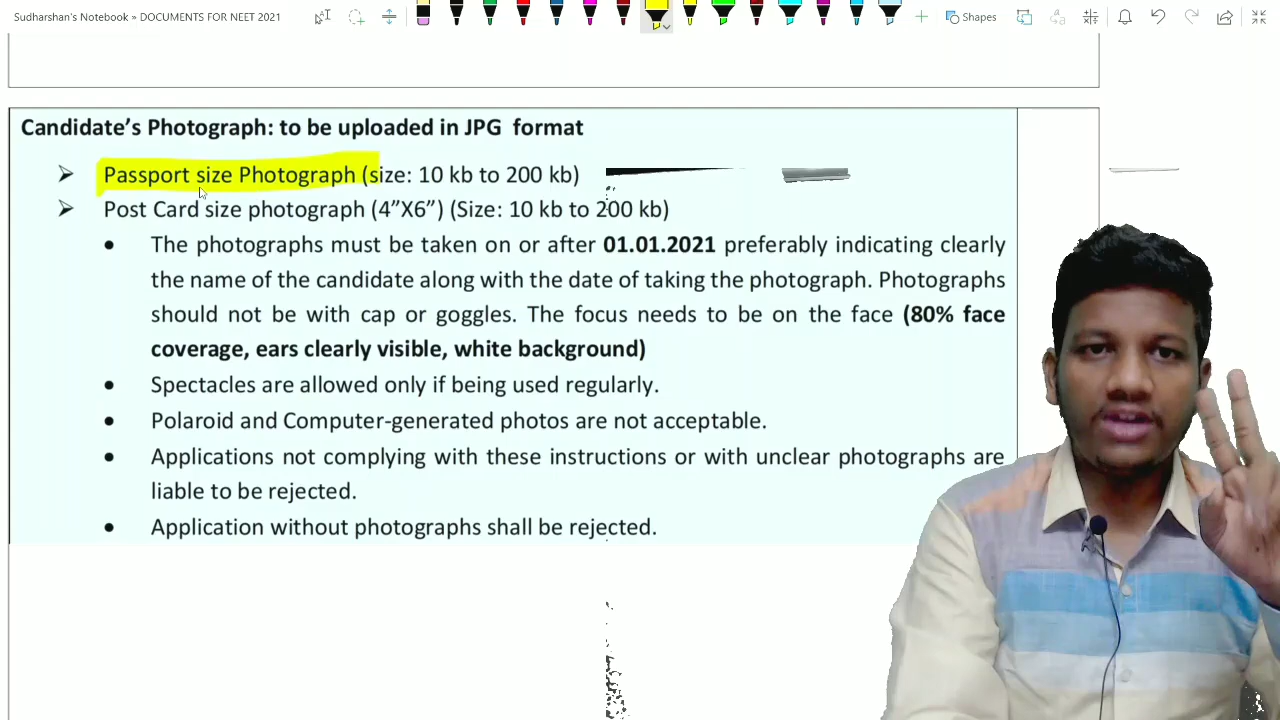 Sudharshan's Notebook » DOCUMENTS FOR NEET 2021
Shapes
Candidate's Photograph: to be uploaded in JPG format
➢ Passport size Photograph (size: 10 kb to 200 kb)
➢ Post Card size photograph (4”X6”) (Size: 10 kb to 200 kb)
• The photographs must be taken on or after 01.01.2021 preferably indicating clearly
the name of the candidate along with the date of taking the photograph. Photographs
should not be with cap or goggles. The focus needs to be on the face (80% face
coverage, ears clearly visible, white background)
• Spectacles are allowed only if being used regularly.
• Polaroid and Computer-generated photos are not acceptable.
• Applications not complying with these instructions or with unclear photographs are
liable to be rejected.
• Application without photographs shall be rejected.